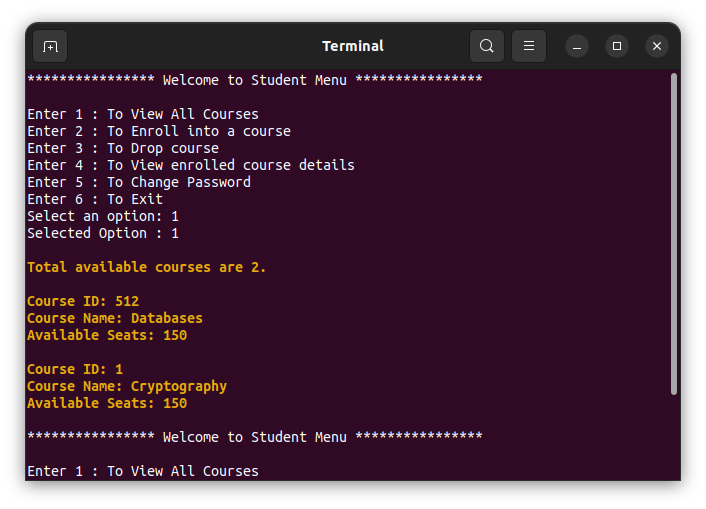 Terminal
**************** Welcome to Student Menu ****************
Enter 1 : To View All Courses
Enter 2 : To Enroll into a course
Enter 3 : To Drop course
Enter 4 : To View enrolled course details
Enter 5 : To Change Password
Enter 6 : To Exit
Select an option: 1
Selected Option : 1
Total available courses are 2.
Course ID: 512
Course Name: Databases
Available Seats: 150
Course ID: 1
Course Name: Cryptography
Available Seats: 150
**************** Welcome to Student Menu ****************
Enter 1 : To View All Courses